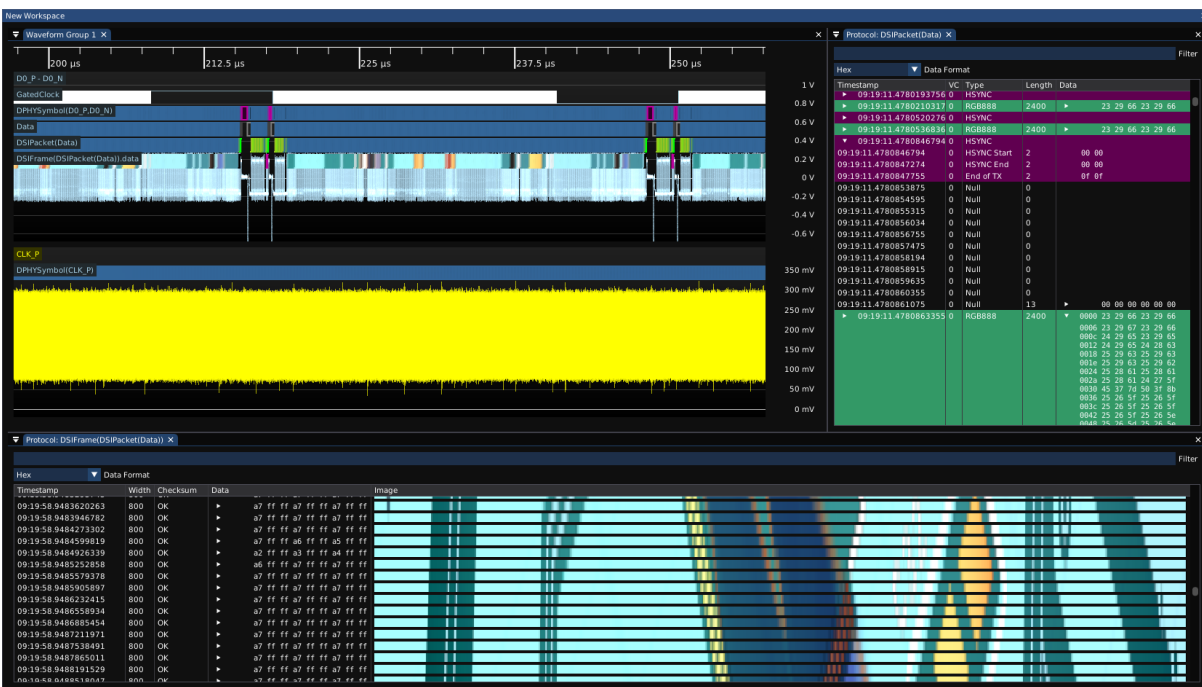 New Workspace
Waveform Group 1
200 µs 212.5 µs 225 µs 237.5 µs 250 µs
D0_P - D0_N
GatedClock
DPHYSymbol(D0_P,D0_N)
Data
DSIPacket(Data)
DSIFrame(DSIPacket(Data)).data
1 V
0.8 V
0.6 V
0.4 V
0.2 V
0 V
-0.2 V
-0.4 V
-0.6 V
CLK_P
DPHYSymbol(CLK_P)
350 mV
300 mV
250 mV
200 mV
150 mV
100 mV
50 mV
0 mV
Protocol: DSIPacket(Data)
Filter
Hex Data Format
Timestamp VC Type Length Data
09:19:11.4780193756 0 HSYNC
09:19:11.4780210317 0 RGB888 2400 23 29 66 23 29 66
09:19:11.4780520276 0 HSYNC
09:19:11.4780536836 0 RGB888 2400 23 29 66 23 29 66
09:19:11.4780846794 0 HSYNC
09:19:11.4780846794 0 HSYNC Start 2 00 00
09:19:11.4780847274 0 HSYNC End 2 00 00
09:19:11.4780847755 0 End of TX 2 0f 0f
09:19:11.4780853875 0 Null 0
09:19:11.4780854595 0 Null 0
09:19:11.4780855315 0 Null 0
09:19:11.4780856034 0 Null 0
09:19:11.4780856755 0 Null 0
09:19:11.4780857475 0 Null 0
09:19:11.4780858194 0 Null 0
09:19:11.4780858915 0 Null 0
09:19:11.4780859635 0 Null 0
09:19:11.4780860355 0 Null 0
09:19:11.4780861075 0 Null 13 00 00 00 00 00 00
09:19:11.4780863355 0 RGB888 2400 0000 23 29 66 23 29 66
0006 23 29 67 23 29 66
000c 24 29 65 23 29 65
0012 24 29 65 24 28 63
0018 25 29 63 25 29 63
001e 25 29 63 25 29 62
0024 25 28 61 25 28 61
002a 25 28 61 24 27 5f
0030 45 37 7d 50 3f 8b
0036 25 26 5f 25 26 5f
003c 25 26 5f 25 26 5f
0042 25 26 5f 25 26 5e
0048 25 26 5d 25 26 5e
Protocol: DSIFrame(DSIPacket(Data))
Filter
Hex Data Format
Timestamp Width Checksum Data Image
09:19:58.9483620263 800 OK a7 ff ff a7 ff ff a7 ff ff
09:19:58.9483946782 800 OK a7 ff ff a7 ff ff a7 ff ff
09:19:58.9484273302 800 OK a7 ff ff a7 ff ff a7 ff ff
09:19:58.9484599819 800 OK a7 ff ff a6 ff ff a5 ff ff
09:19:58.9484926339 800 OK a2 ff ff a3 ff ff a4 ff ff
09:19:58.9485252858 800 OK a6 ff ff a7 ff ff a7 ff ff
09:19:58.9485579378 800 OK a7 ff ff a7 ff ff a7 ff ff
09:19:58.9485905897 800 OK a7 ff ff a7 ff ff a7 ff ff
09:19:58.9486232415 800 OK a7 ff ff a7 ff ff a7 ff ff
09:19:58.9486558934 800 OK a7 ff ff a7 ff ff a7 ff ff
09:19:58.9486885454 800 OK a7 ff ff a7 ff ff a7 ff ff
09:19:58.9487211971 800 OK a7 ff ff a7 ff ff a7 ff ff
09:19:58.9487538491 800 OK a7 ff ff a7 ff ff a7 ff ff
09:19:58.9487865011 800 OK a7 ff ff a7 ff ff a7 ff ff
09:19:58.9488191529 800 OK a7 ff ff a7 ff ff a7 ff ff
09:19:58.9488518047 800 OK a7 ff ff a7 ff ff a7 ff ff